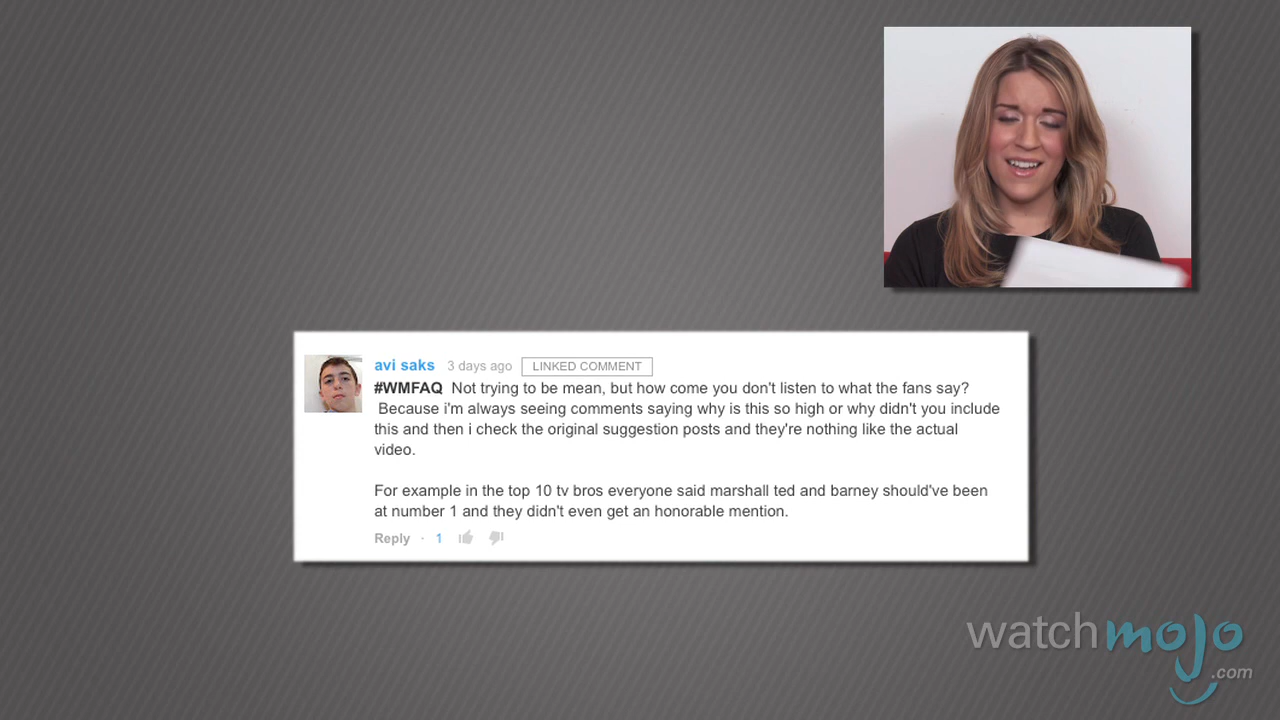 avi saks 3 days ago LINKED COMMENT
#WMFAQ Not trying to be mean, but how come you don't listen to what the fans say?
Because i'm always seeing comments saying why is this so high or why didn't you include
this and then i check the original suggestion posts and they're nothing like the actual
video.
For example in the top 10 tv bros everyone said marshall ted and barney should've been
at number 1 and they didn't even get an honorable mention.
Reply · 1
watchmojo
.com